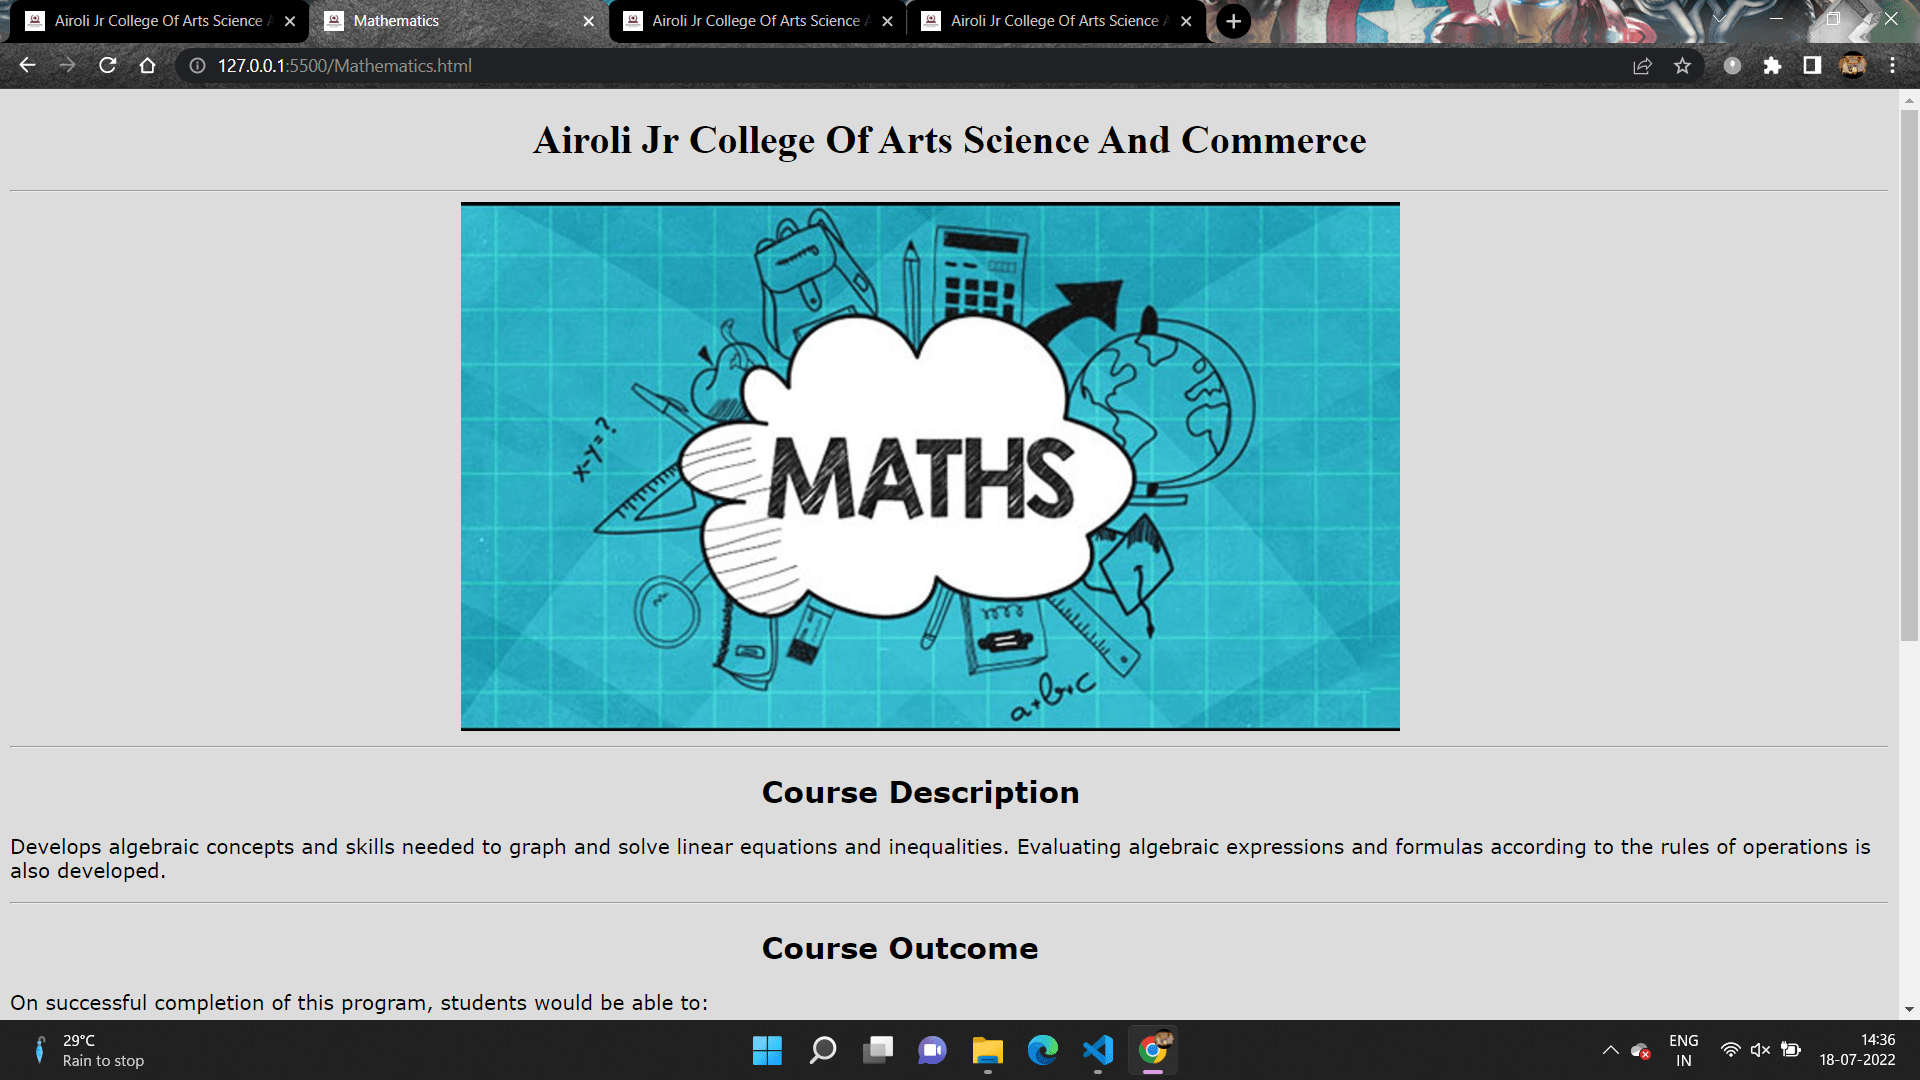 Airoli Jr College Of Arts Science
Mathematics
Airoli Jr College Of Arts Science
Airoli Jr College Of Arts Science
127.0.0.1:5500/Mathematics.html
Airoli Jr College Of Arts Science And Commerce
x-y=?
MATHS
a+b+c
Course Description
Develops algebraic concepts and skills needed to graph and solve linear equations and inequalities. Evaluating algebraic expressions and formulas according to the rules of operations is
also developed.
Course Outcome
On successful completion of this program, students would be able to:
29°C
Rain to stop
ENG
IN
14:36
18-07-2022